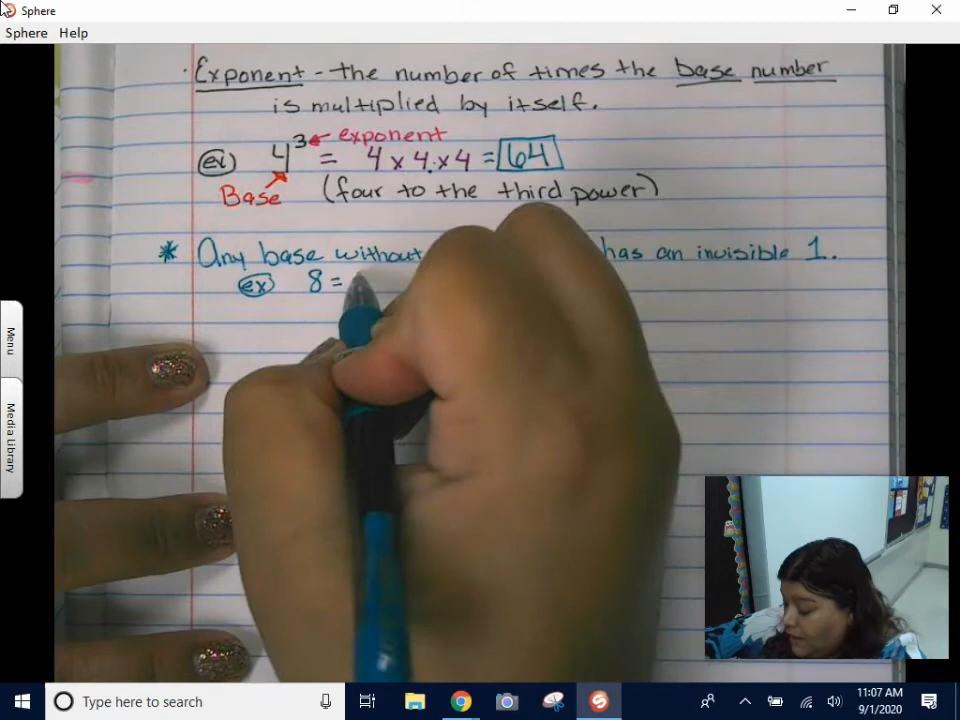 Sphere
Sphere Help
· Exponent - the number of times the base number
is multiplied by itself.
3 ← exponent
ex 4 = 4 x 4 x 4 = 64
Base (four to the third power)
* Any base without has an invisible 1.
ex 8 =
Menu
Media Library
Type here to search
11:07 AM
9/1/2020